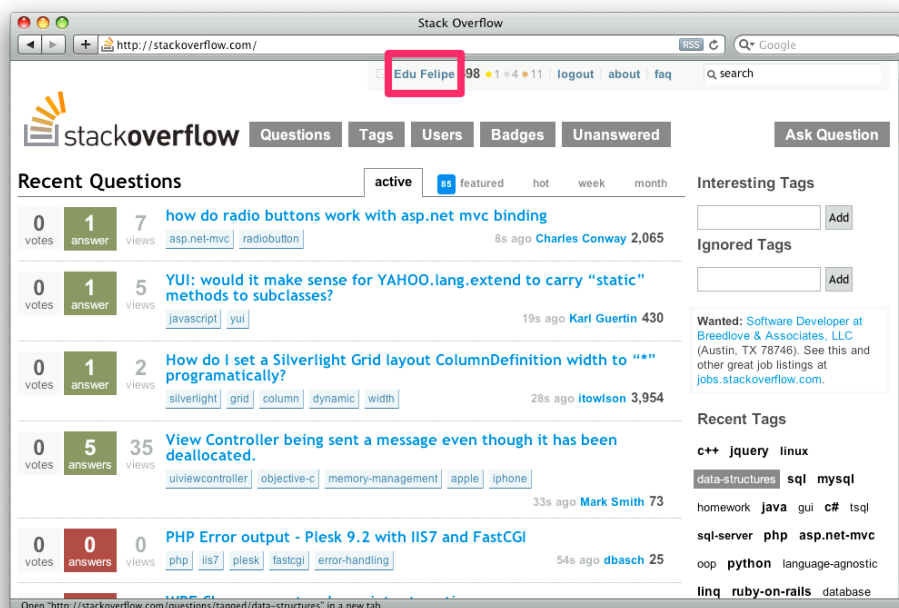 Stack Overflow
http://stackoverflow.com/ RSS Google
Edu Felipe 98 1 4 11 logout about faq search
stackoverflow Questions Tags Users Badges Unanswered Ask Question
Recent Questions active 85 featured hot week month
0 votes 1 answer 7 views
how do radio buttons work with asp.net mvc binding
asp.net-mvc radiobutton
8s ago Charles Conway 2,065
0 votes 1 answer 5 views
YUI: would it make sense for YAHOO.lang.extend to carry “static”
methods to subclasses?
javascript yui
19s ago Karl Guertin 430
0 votes 1 answer 2 views
How do I set a Silverlight Grid layout ColumnDefinition width to “*”
programatically?
silverlight grid column dynamic width
28s ago itowlson 3,954
0 votes 5 answers 35 views
View Controller being sent a message even though it has been
deallocated.
uiviewcontroller objective-c memory-management apple iphone
33s ago Mark Smith 73
0 votes 0 answers 0 views
PHP Error output - Plesk 9.2 with IIS7 and FastCGI
php iis7 plesk fastcgi error-handling
54s ago dbasch 25
Interesting Tags
Add
Ignored Tags
Add
Wanted: Software Developer at
Breedlove & Associates, LLC
(Austin, TX 78746). See this and
other great job listings at
jobs.stackoverflow.com.
Recent Tags
c++ jquery linux
data-structures sql mysql
homework java gui c# tsql
sql-server php asp.net-mvc
oop python language-agnostic
linq ruby-on-rails database
Open "http://stackoverflow.com/questions/tagged/data-structures" in a new tab